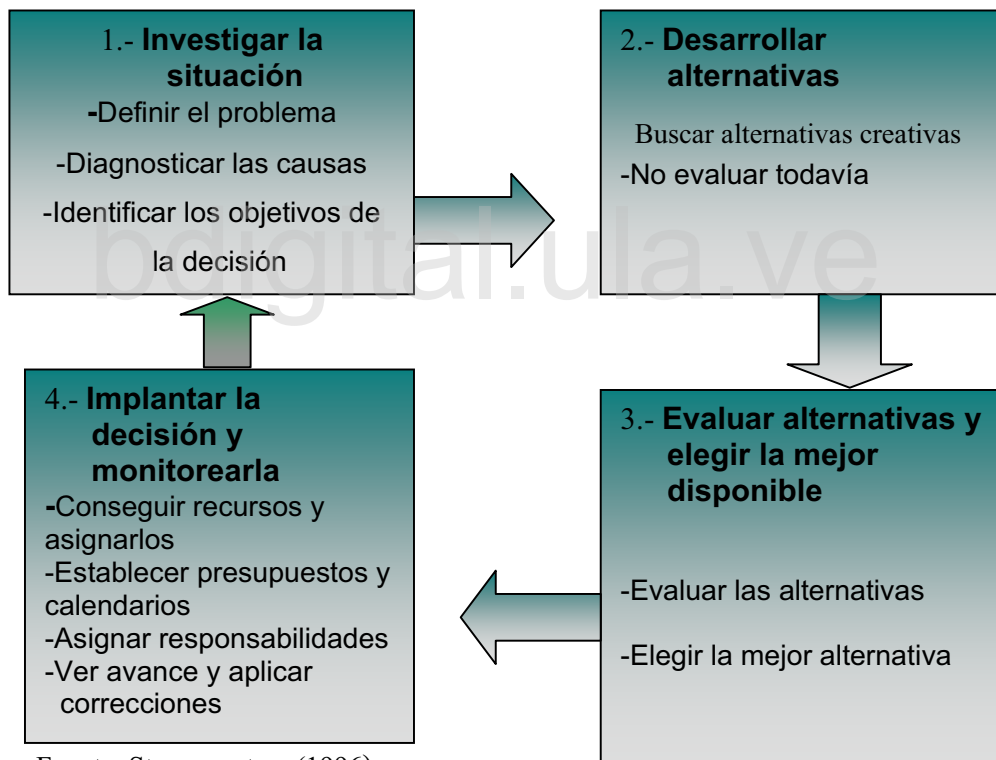 1.- Investigar la
situación
-Definir el problema
-Diagnosticar las causas
-Identificar los objetivos de
la decisión
2.- Desarrollar
alternativas
Buscar alternativas creativas
-No evaluar todavía
bdigital.ula.ve
3.- Evaluar alternativas y
elegir la mejor
disponible
-Evaluar las alternativas
-Elegir la mejor alternativa
4.- Implantar la
decisión y
monitorearla
-Conseguir recursos y
asignarlos
-Establecer presupuestos y
calendarios
-Asignar responsabilidades
-Ver avance y aplicar
correcciones